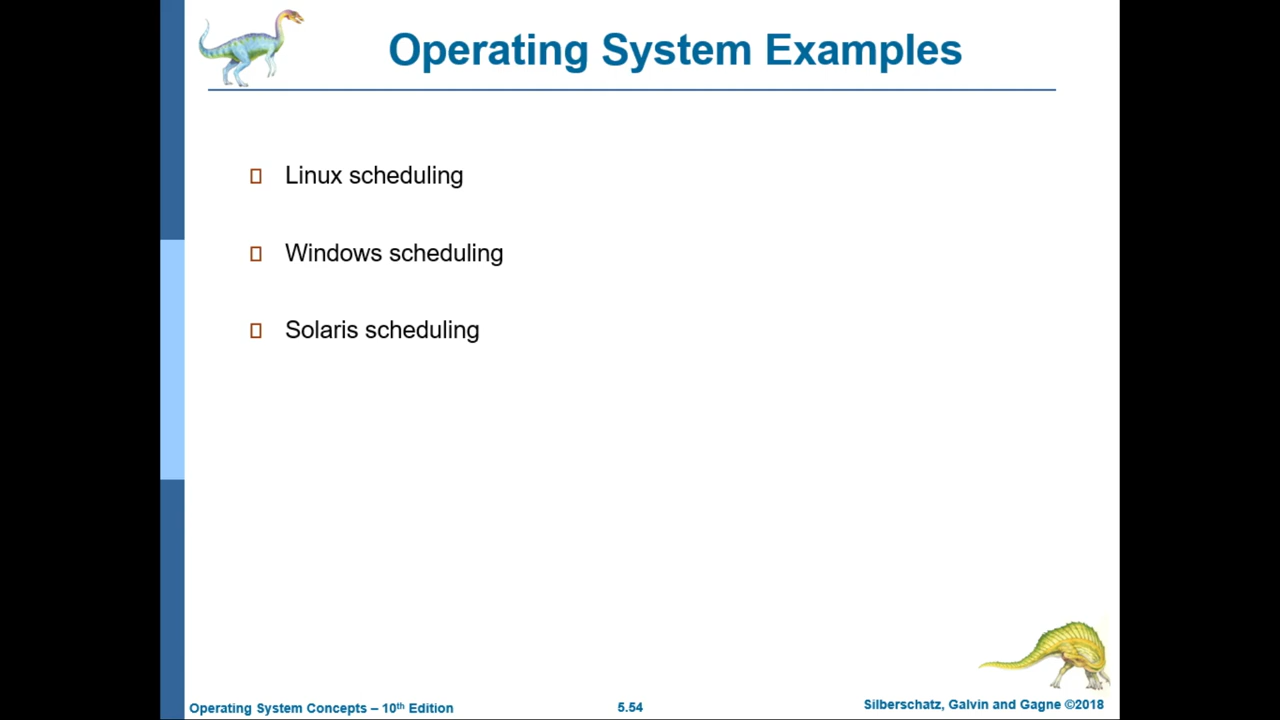 Operating System Examples
Linux scheduling
Windows scheduling
Solaris scheduling
Operating System Concepts – 10th Edition
5.54
Silberschatz, Galvin and Gagne ©2018